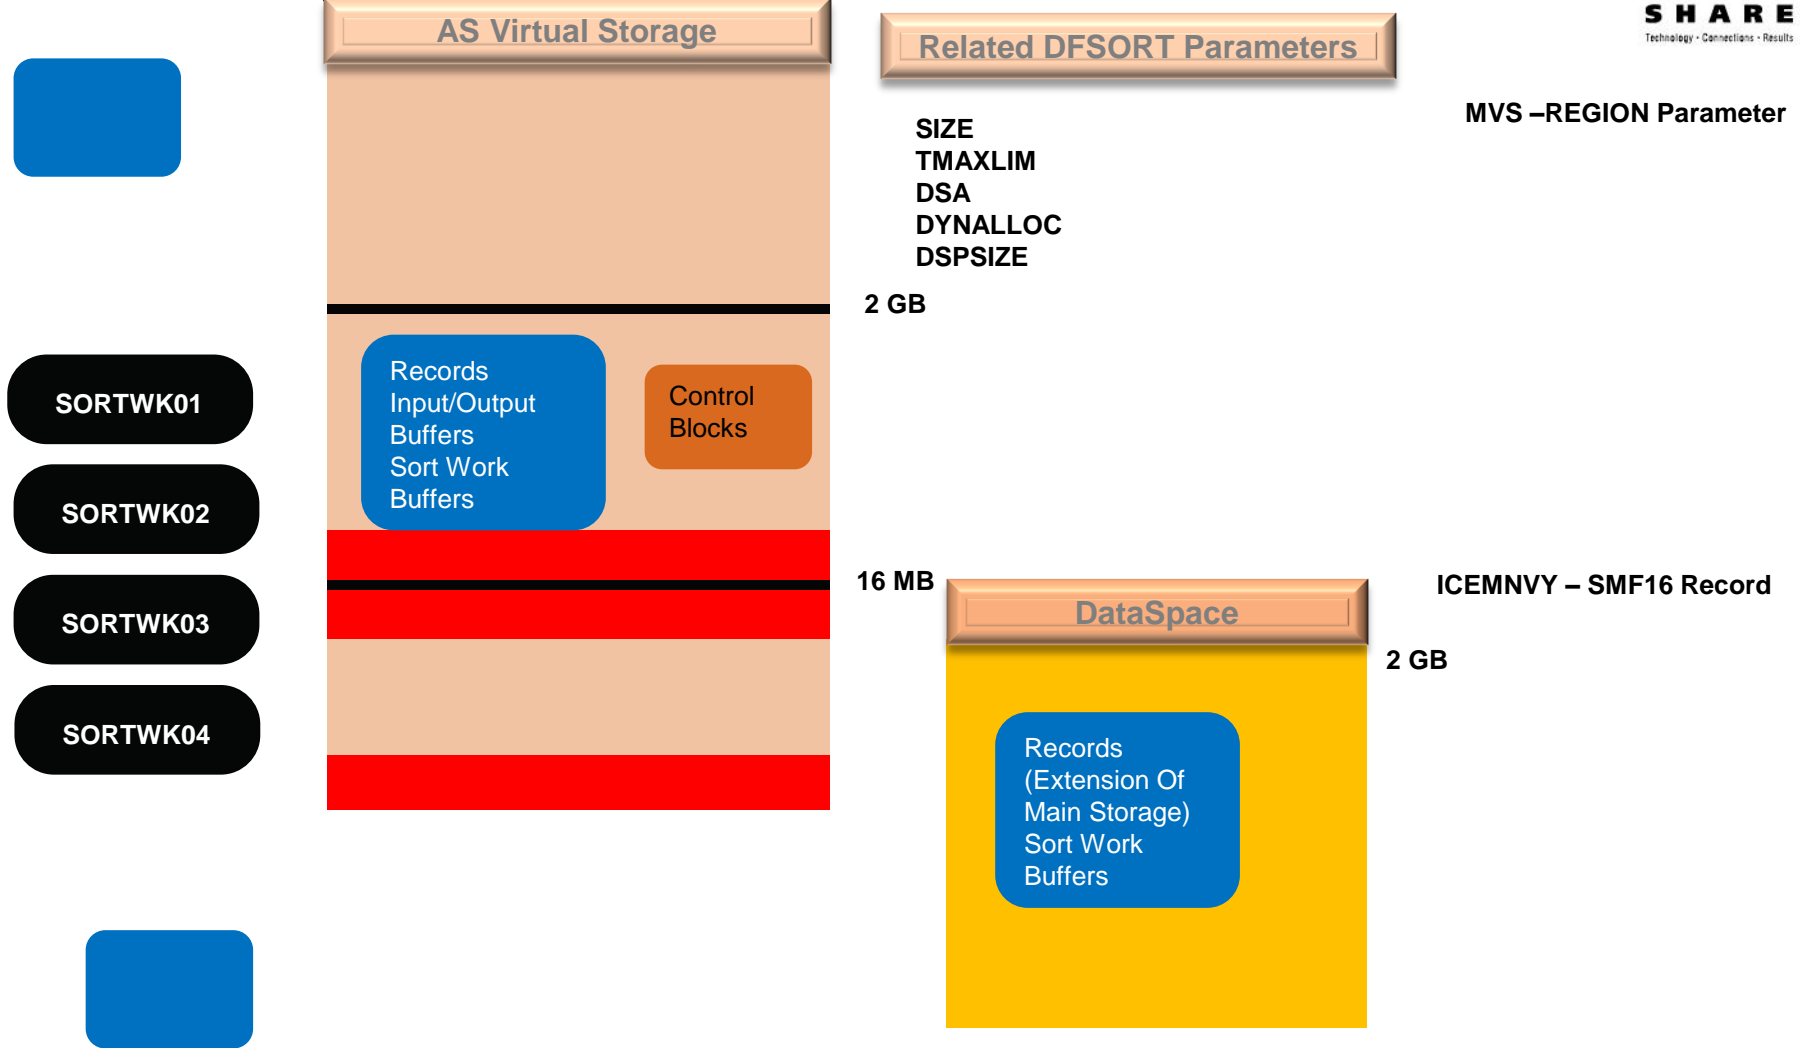 AS Virtual Storage
Related DFSORT Parameters
SHARE
Technology · Connections · Results
MVS –REGION Parameter
SIZE
TMAXLIM
DSA
DYNALLOC
DSPSIZE
2 GB
SORTWK01
SORTWK02
SORTWK03
SORTWK04
Records
Input/Output
Buffers
Sort Work
Buffers
Control
Blocks
16 MB
DataSpace
ICEMNVY – SMF16 Record
2 GB
Records
(Extension Of
Main Storage)
Sort Work
Buffers